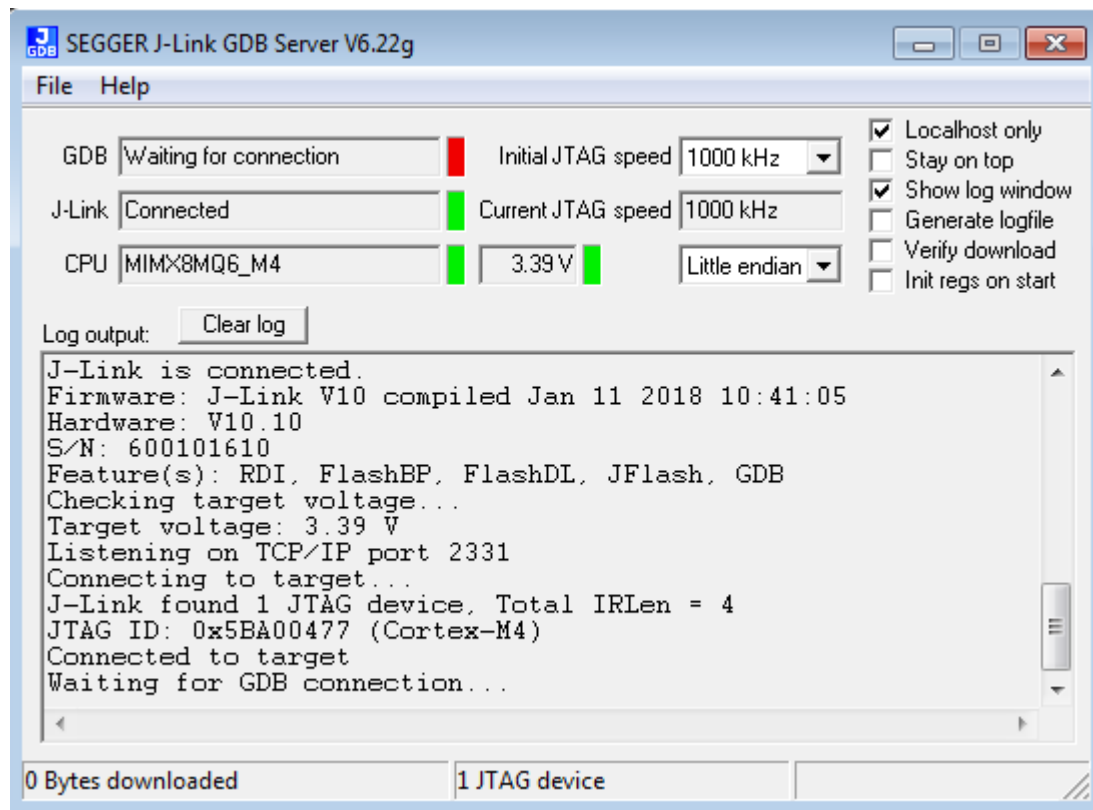 J
GDB
SEGGER J-Link GDB Server V6.22g
File Help
GDB Waiting for connection Initial JTAG speed 1000 kHz
J-Link Connected Current JTAG speed 1000 kHz
CPU MIMX8MQ6_M4 3.39 V Little endian
Localhost only
Stay on top
Show log window
Generate logfile
Verify download
Init regs on start
Log output: Clear log
J-Link is connected.
Firmware: J-Link V10 compiled Jan 11 2018 10:41:05
Hardware: V10.10
S/N: 600101610
Feature(s): RDI, FlashBP, FlashDL, JFlash, GDB
Checking target voltage...
Target voltage: 3.39 V
Listening on TCP/IP port 2331
Connecting to target...
J-Link found 1 JTAG device, Total IRLen = 4
JTAG ID: 0x5BA00477 (Cortex-M4)
Connected to target
Waiting for GDB connection...
0 Bytes downloaded 1 JTAG device